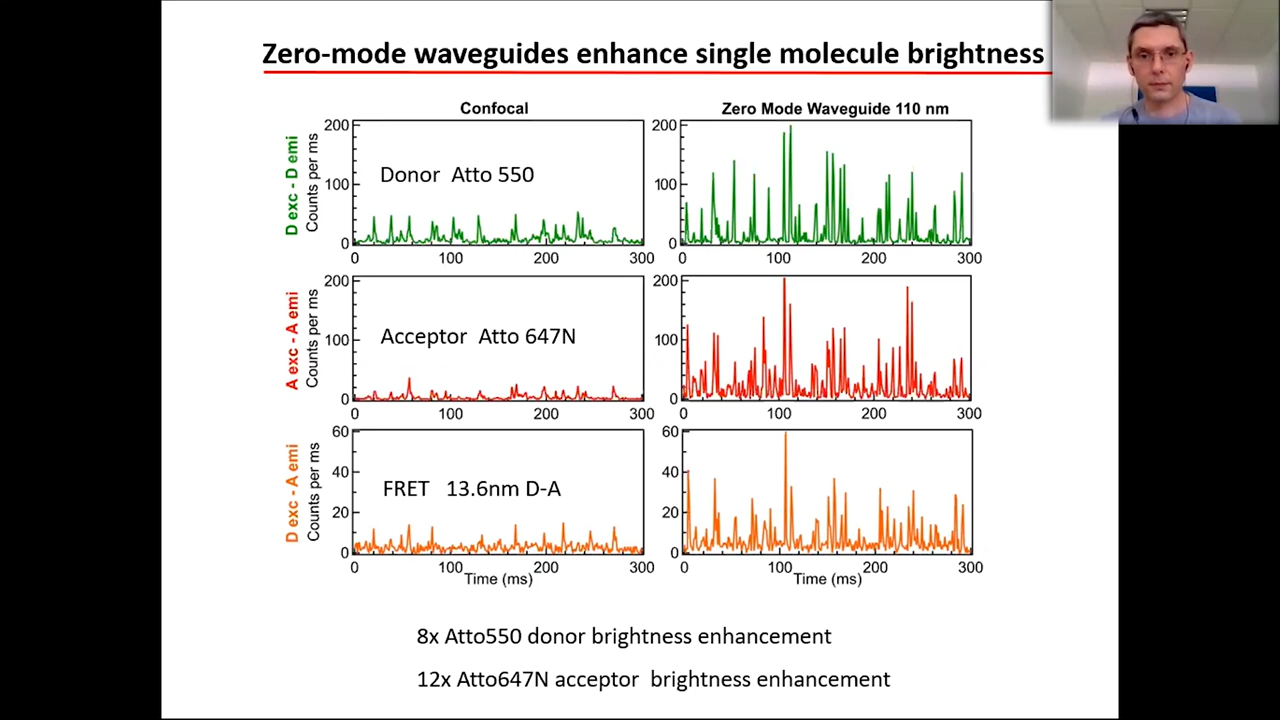 Zero-mode waveguides enhance single molecule brightness
Confocal
Zero Mode Waveguide 110 nm
D exc - D emi
Counts per ms
200
100
0
Donor Atto 550
0 100 200 300
200
100
0
0 100 200 300
A exc - A emi
Counts per ms
200
100
0
Acceptor Atto 647N
0 100 200 300
200
100
0
0 100 200 300
D exc - A emi
Counts per ms
60
40
20
0
FRET 13.6nm D-A
0 100 200 300
Time (ms)
60
40
20
0
0 100 200 300
Time (ms)
8x Atto550 donor brightness enhancement
12x Atto647N acceptor brightness enhancement